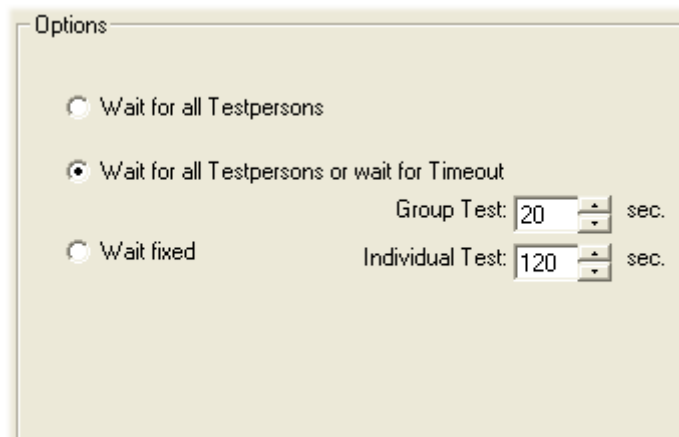 Options
Wait for all Testpersons
Wait for all Testpersons or wait for Timeout
Group Test: 20 sec.
Wait fixed
Individual Test: 120 sec.